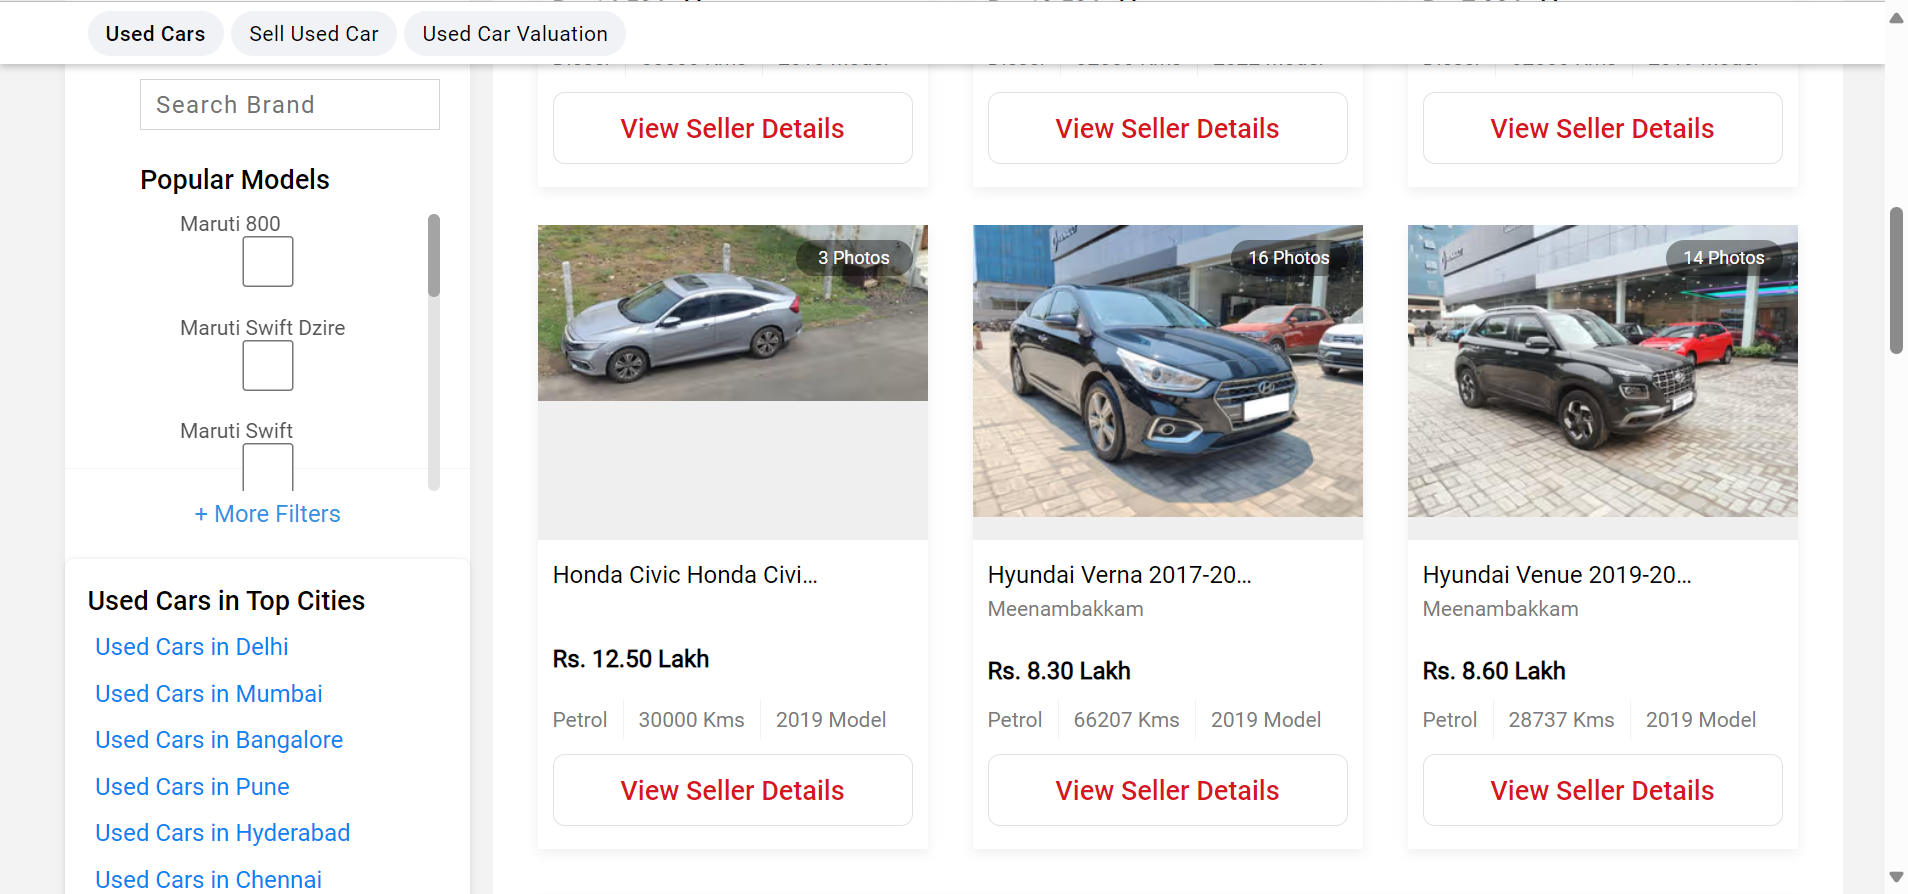 Used Cars
Sell Used Car
Used Car Valuation
Search Brand
Popular Models
Maruti 800
Maruti Swift Dzire
Maruti Swift
+ More Filters
Used Cars in Top Cities
Used Cars in Delhi
Used Cars in Mumbai
Used Cars in Bangalore
Used Cars in Pune
Used Cars in Hyderabad
Used Cars in Chennai
View Seller Details
View Seller Details
View Seller Details
3 Photos
Honda Civic Honda Civi...
Rs. 12.50 Lakh
Petrol 30000 Kms 2019 Model
View Seller Details
16 Photos
Hyundai Verna 2017-20...
Meenambakkam
Rs. 8.30 Lakh
Petrol 66207 Kms 2019 Model
View Seller Details
14 Photos
Hyundai Venue 2019-20...
Meenambakkam
Rs. 8.60 Lakh
Petrol 28737 Kms 2019 Model
View Seller Details